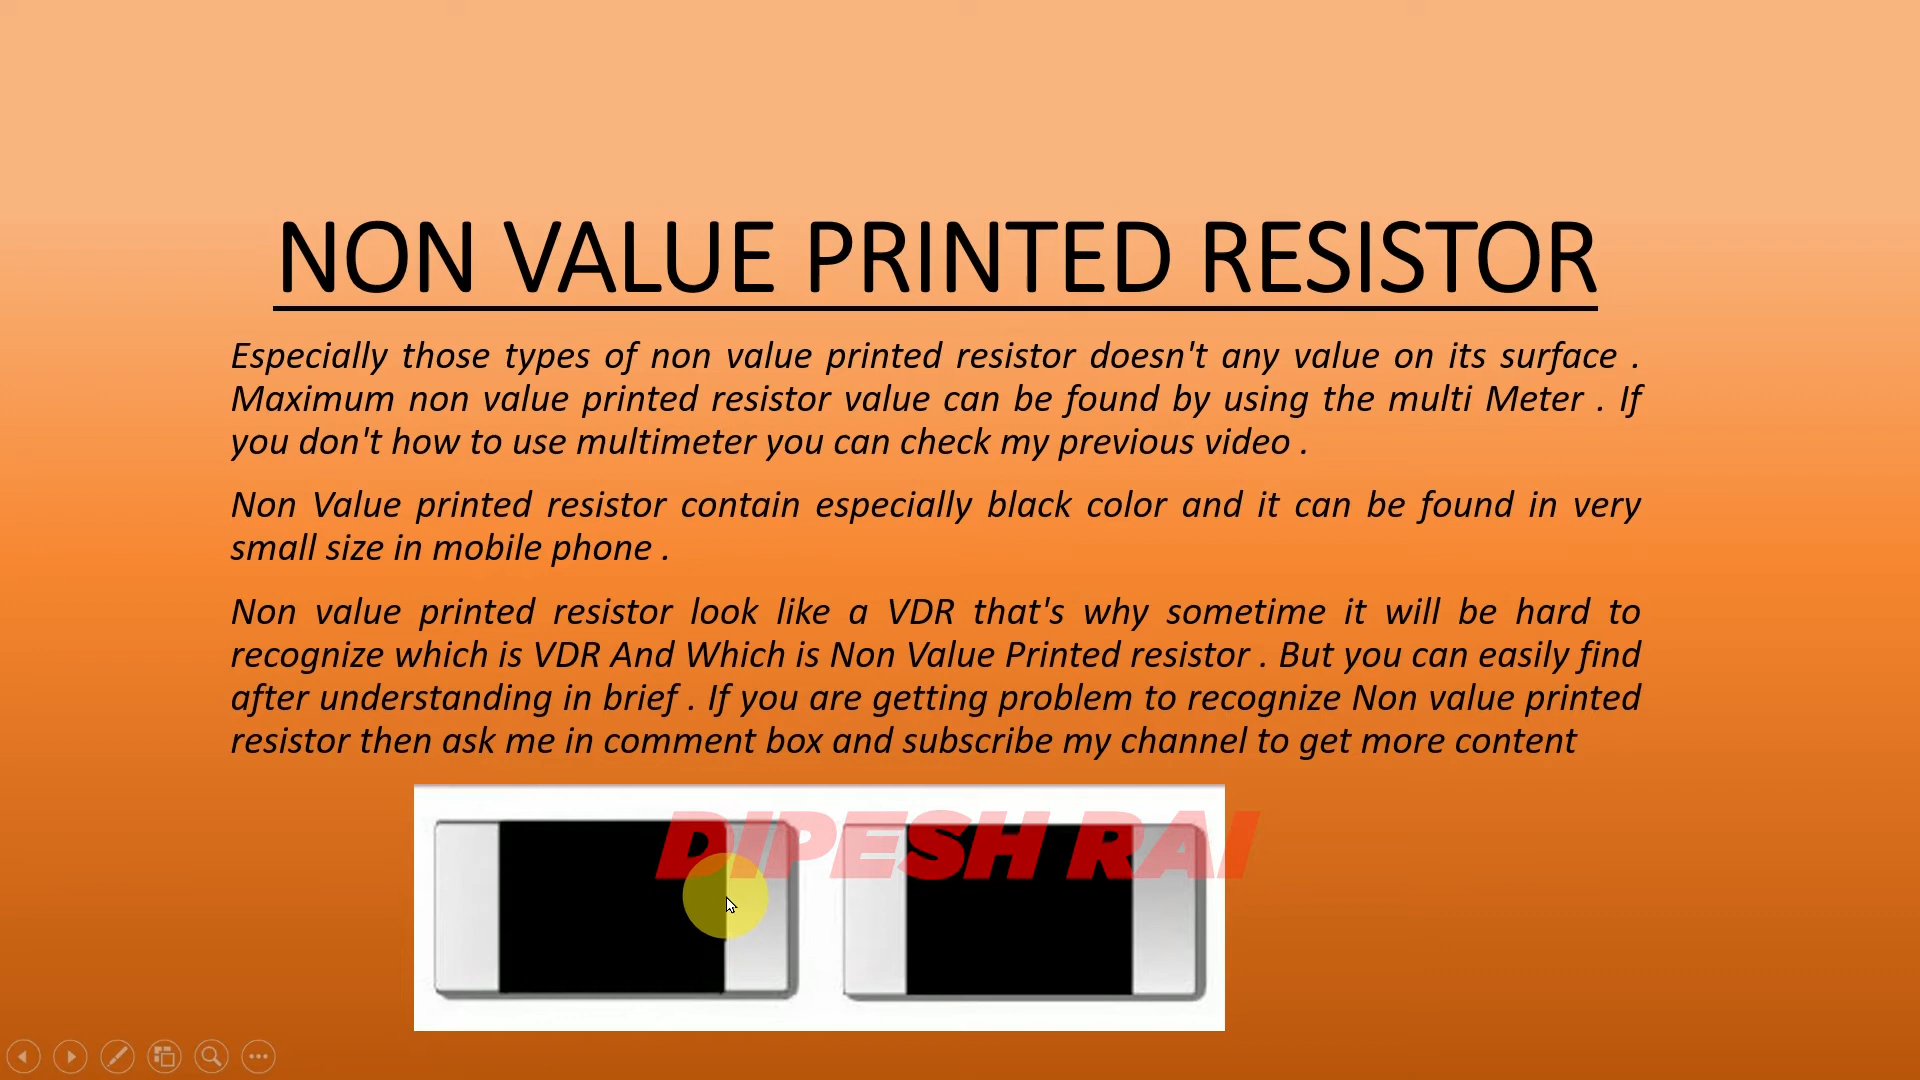 NON VALUE PRINTED RESISTOR
Especially those types of non value printed resistor doesn't any value on its surface .
Maximum non value printed resistor value can be found by using the multi Meter . If
you don't how to use multimeter you can check my previous video .
Non Value printed resistor contain especially black color and it can be found in very
small size in mobile phone .
Non value printed resistor look like a VDR that's why sometime it will be hard to
recognize which is VDR And Which is Non Value Printed resistor . But you can easily find
after understanding in brief . If you are getting problem to recognize Non value printed
resistor then ask me in comment box and subscribe my channel to get more content
DIPESH RAI